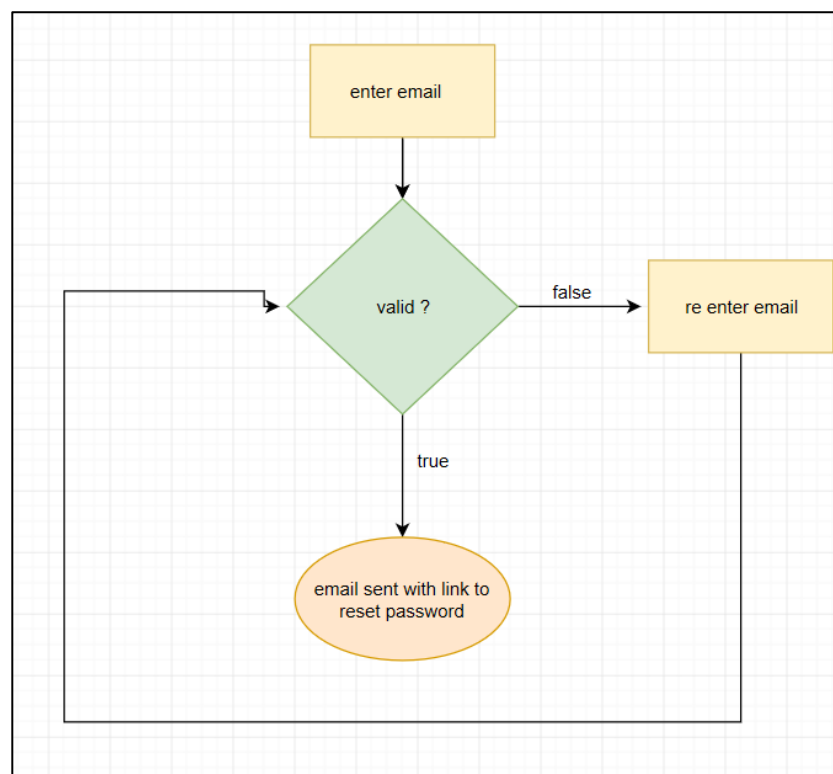 enter email
valid ?
false
re enter email
true
email sent with link to
reset password